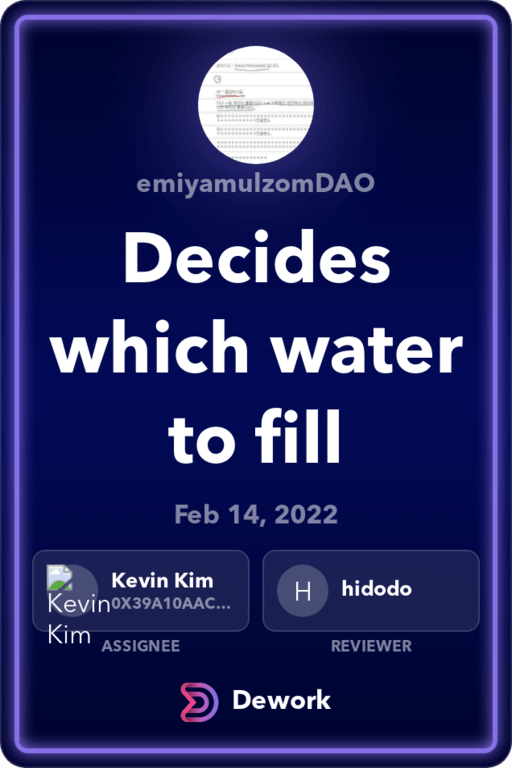 emiyamulzomDAO
Decides
which water
to fill
Feb 14, 2022
Kevin Kim
0X39A10AAC...
Kevin
Kim
H
hidodo
ASSIGNEE
REVIEWER
Dework